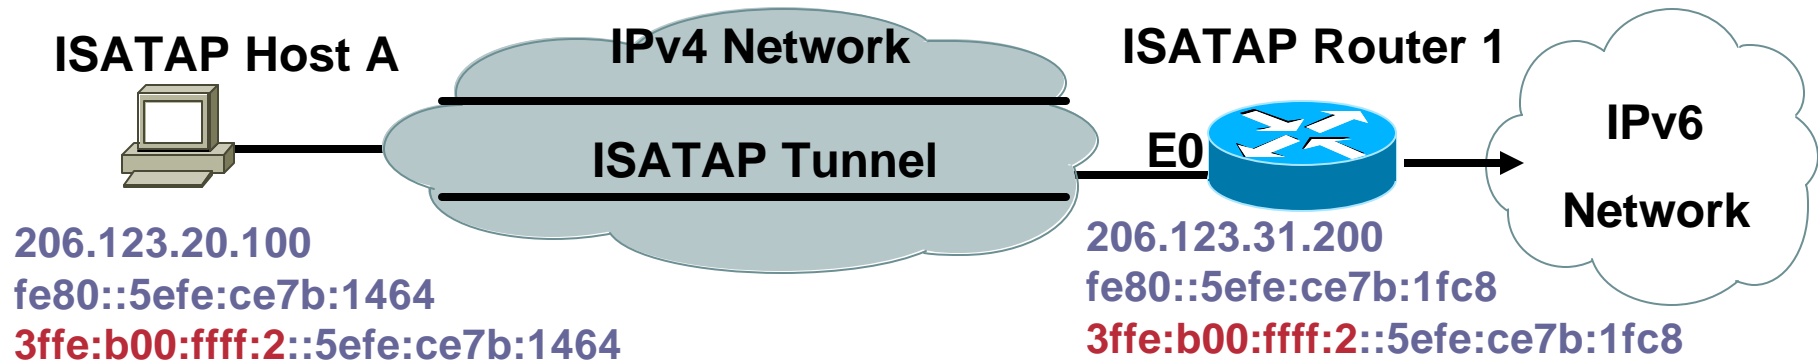 ISATAP Host A
IPv4 Network
ISATAP Router 1
ISATAP Tunnel
E0
IPv6
Network
206.123.20.100
fe80::5efe:ce7b:1464
3ffe:b00:ffff:2::5efe:ce7b:1464
206.123.31.200
fe80::5efe:ce7b:1fc8
3ffe:b00:ffff:2::5efe:ce7b:1fc8